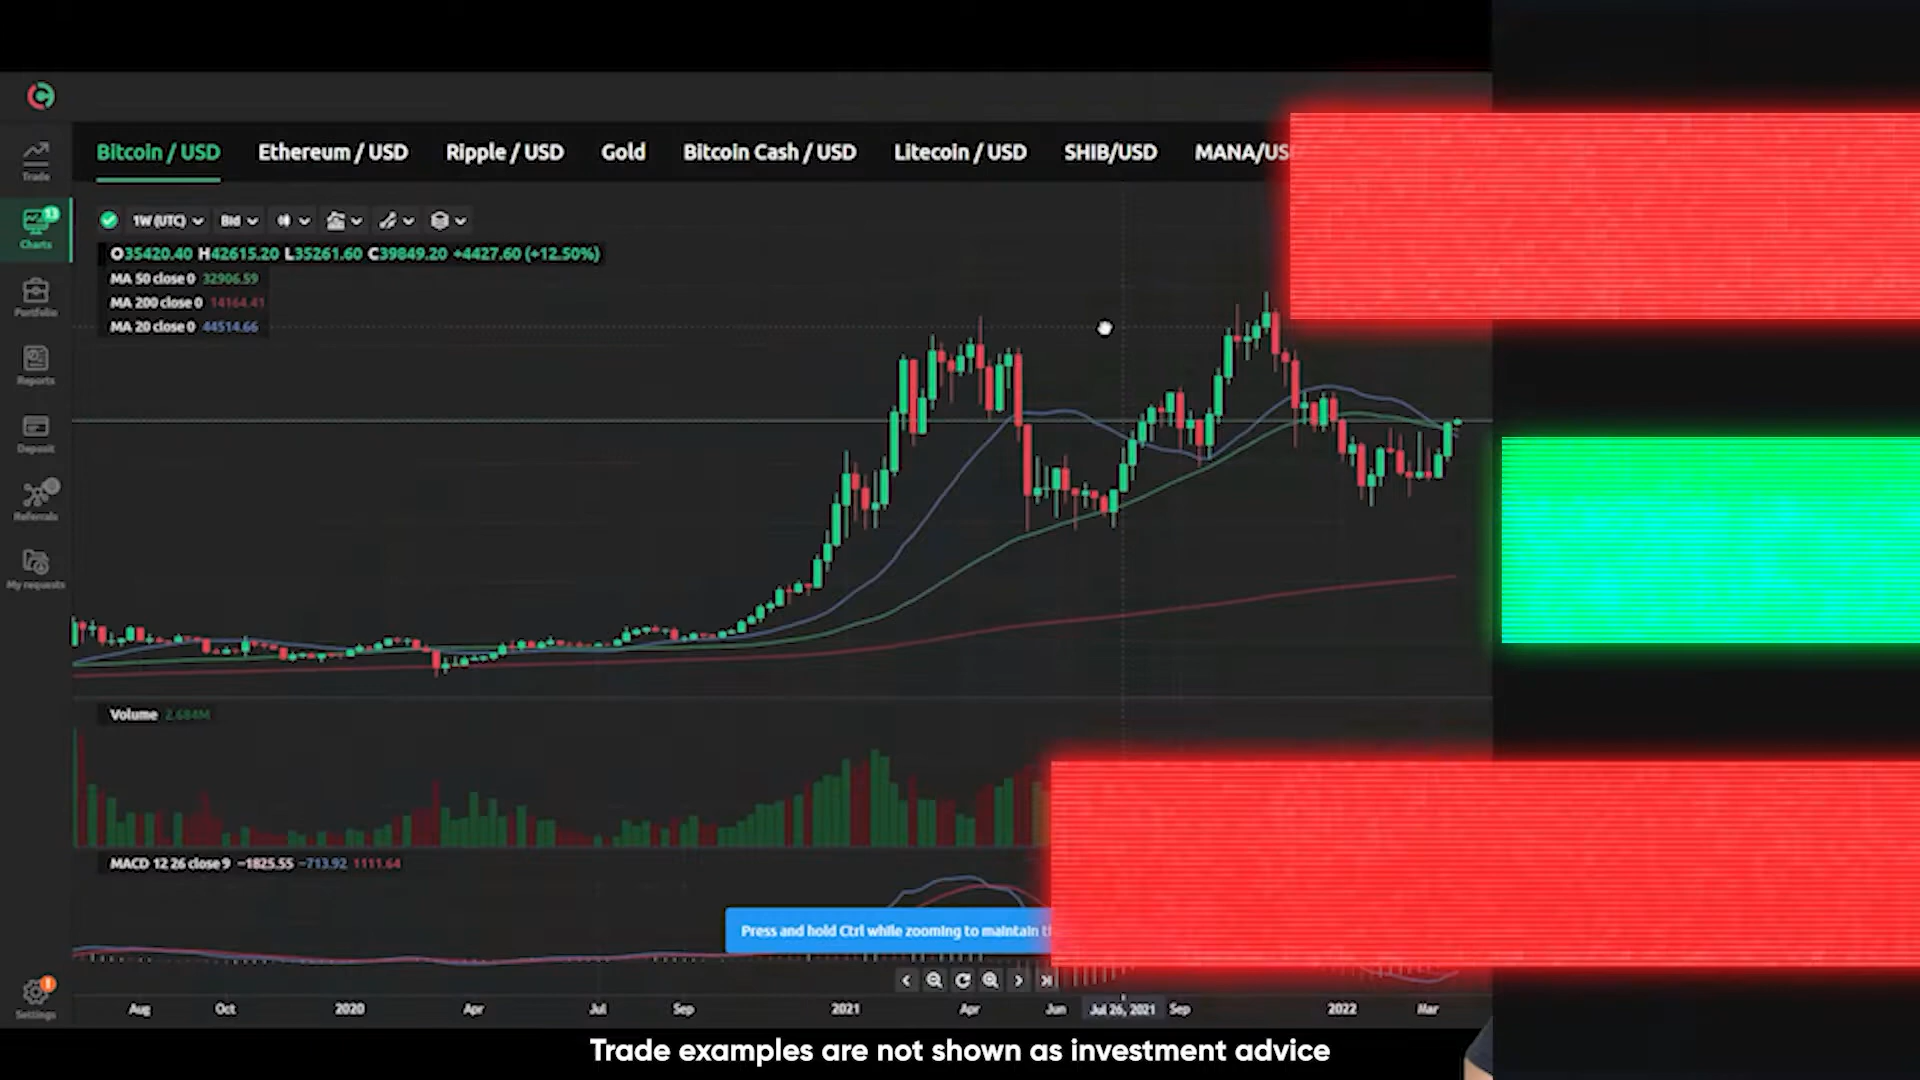 Bitcoin / USD Ethereum / USD Ripple / USD Gold Bitcoin Cash / USD Litecoin / USD SHIB/USD MANA/US
Trade
1W (UTC) Bid
13
Charts
O35420.40 H42615.20 L35261.60 C39849.20 +4427.60 (+12.50%)
MA 50 close 0 32906.59
MA 200 close 0 14164.41
MA 20 close 0 44514.66
Portfolio
Reports
Deposit
Referrals
My requests
Volume 2.684M
MACD 12 26 close 9 −1825.55 −713.92 1111.64
Press and hold Ctrl while zooming to maintain t
Settings
Aug Oct 2020 Apr Jul Sep 2021 Apr Jun Jul 26, 2021 Sep 2022 Mar
Trade examples are not shown as investment advice